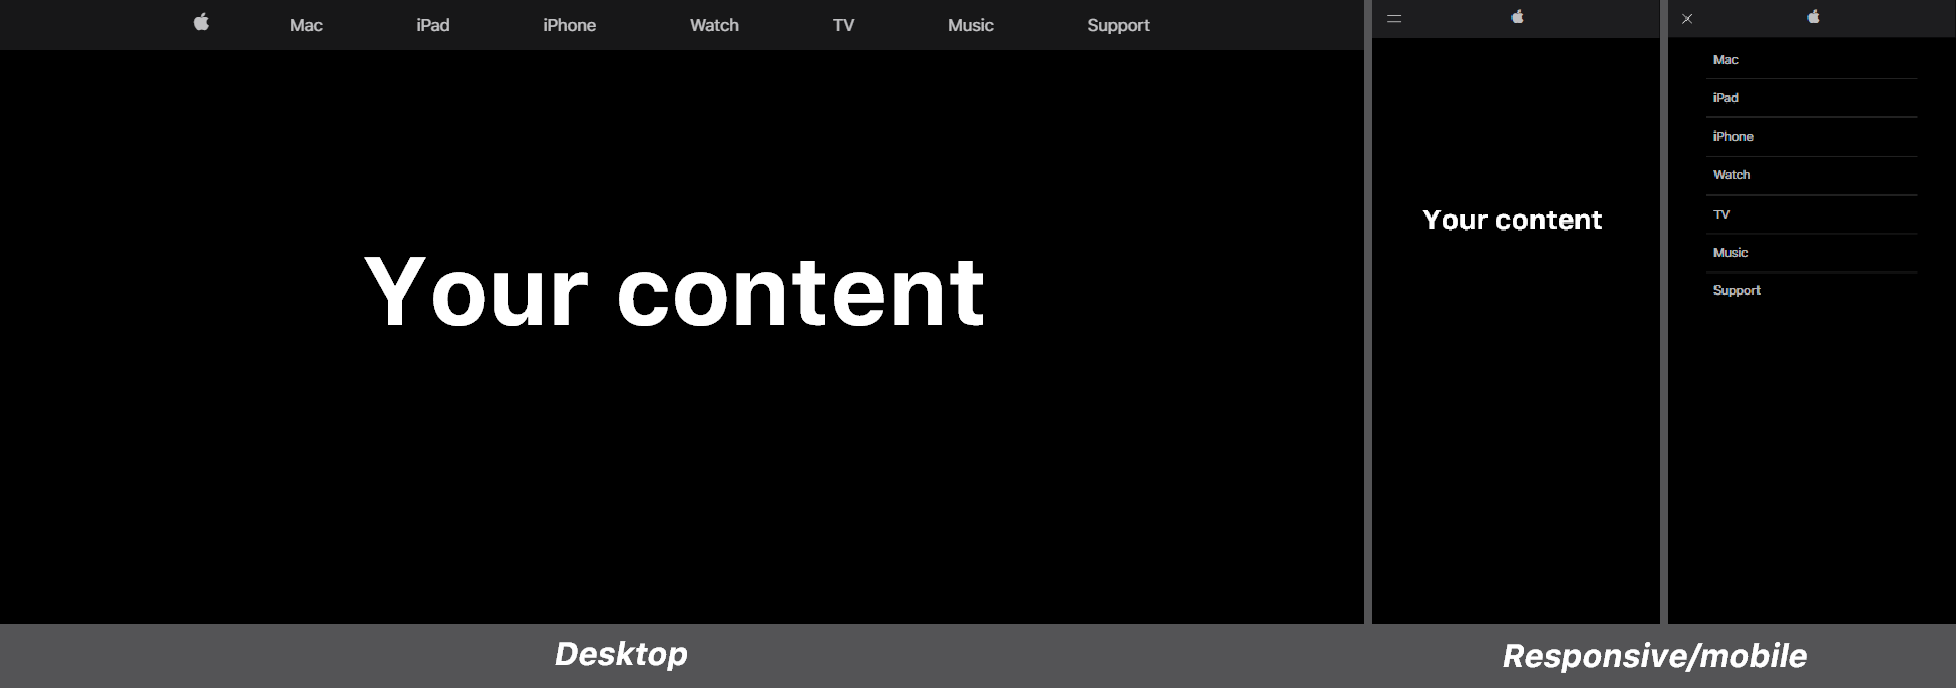 Mac iPad iPhone Watch TV Music Support
Your content
Desktop
Your content
Mac
iPad
iPhone
Watch
TV
Music
Support
Responsive/mobile